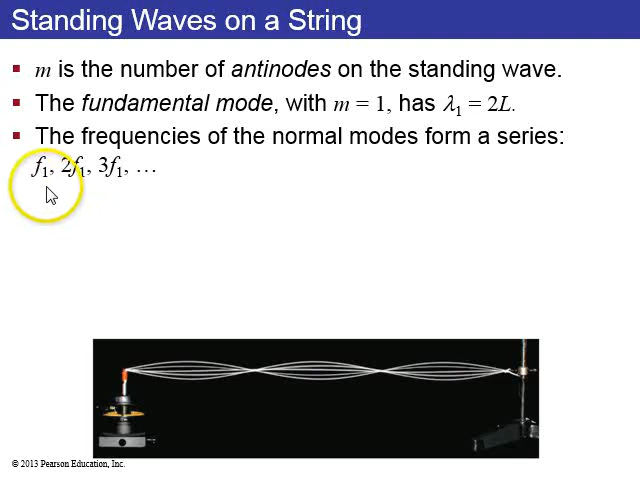 Standing Waves on a String
▪ m is the number of antinodes on the standing wave.
▪ The fundamental mode, with m = 1, has λ₁ = 2L.
▪ The frequencies of the normal modes form a series:
f₁, 2f₁, 3f₁, …
© 2013 Pearson Education, Inc.